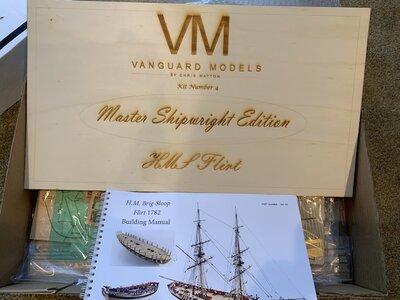 VM
VANGUARD MODELS
BY CHRIS WATTON
Kit Number 4
Master Shipwright Edition
HMS Flirt
H.M. Brig-Sloop
Flirt 1782
Building Manual